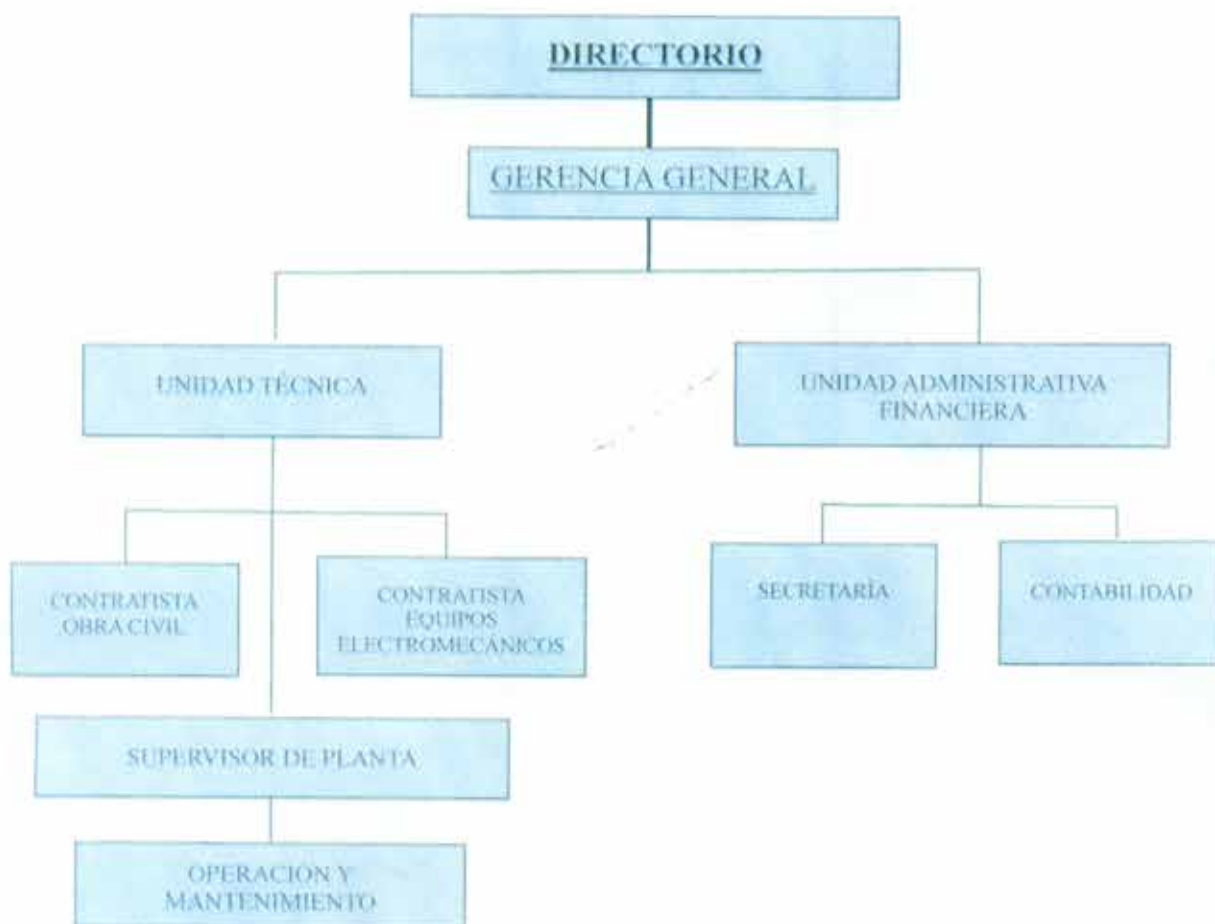 DIRECTORIO
GERENCIA GENERAL
UNIDAD TÉCNICA
UNIDAD ADMINISTRATIVA
FINANCIERA
CONTRATISTA
OBRA CIVIL
CONTRATISTA
EQUIPOS
ELECTROMECÁNICOS
SECRETARÍA
CONTABILIDAD
SUPERVISOR DE PLANTA
OPERACIÓN Y
MANTENIMIENTO